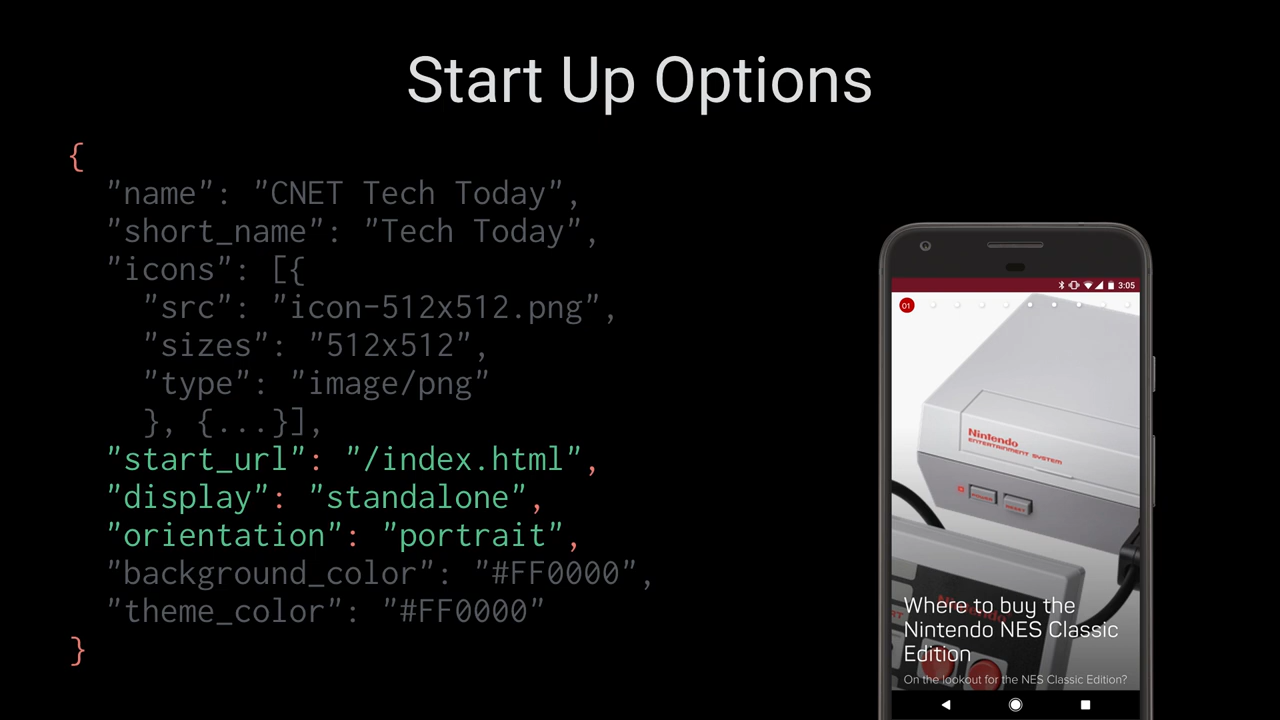 Start Up Options
{
"name": "CNET Tech Today",
"short_name": "Tech Today",
"icons": [{
"src": "icon-512x512.png",
"sizes": "512x512",
"type": "image/png"
}, {...}],
"start_url": "/index.html",
"display": "standalone",
"orientation": "portrait",
"background_color": "#FF0000",
"theme_color": "#FF0000"
}
3:05
01
Nintendo
ENTERTAINMENT SYSTEM
POWER
RESET
Where to buy the
Nintendo NES Classic
Edition
On the lookout for the NES Classic Edition?